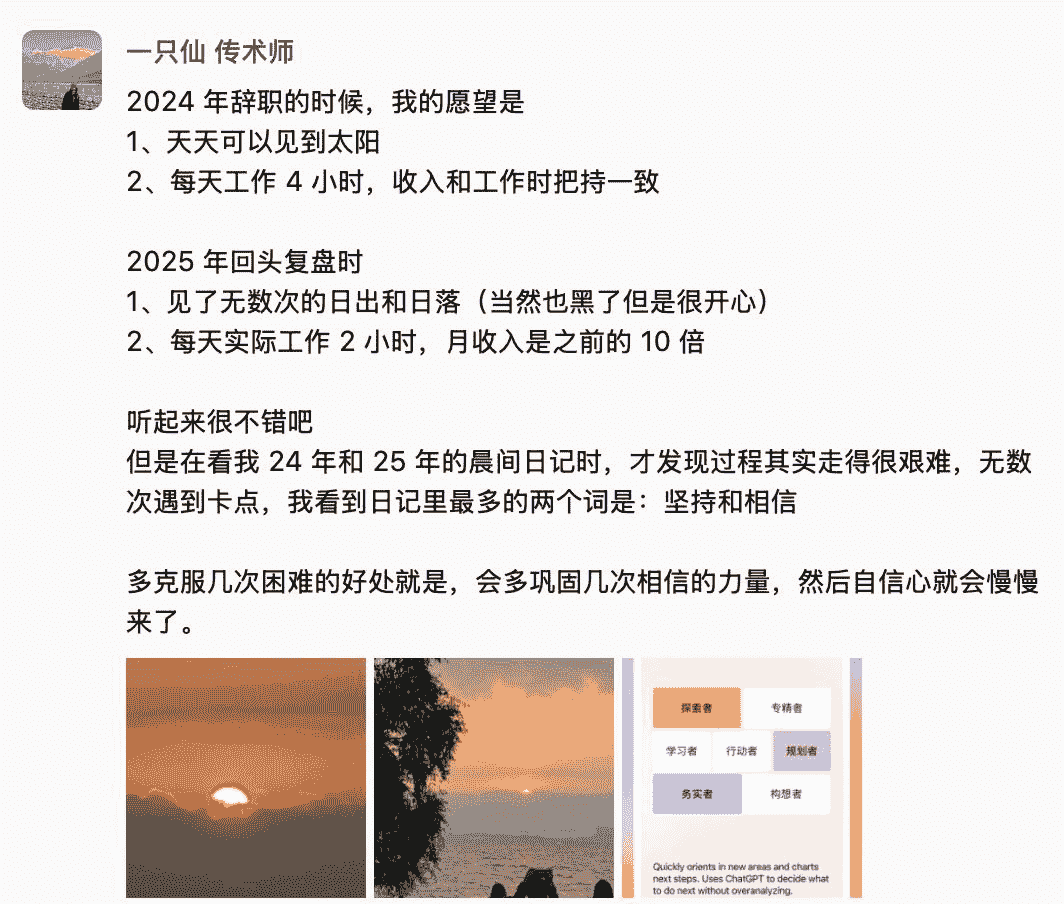 一只仙 传术师
2024 年辞职的时候，我的愿望是
1、天天可以见到太阳
2、每天工作 4 小时，收入和工作时把持一致
2025 年回头复盘时
1、见了无数次的日出和日落（当然也黑了但是很开心）
2、每天实际工作 2 小时，月收入是之前的 10 倍
听起来很不错吧
但是在看我 24 年和 25 年的晨间日记时，才发现过程其实走得很艰难，无数
次遇到卡点，我看到日记里最多的两个词是：坚持和相信
多克服几次困难的好处就是，会多巩固几次相信的力量，然后自信心就会慢慢
来了。
探索者
专精者
学习者
行动者
规划者
务实者
构想者
Quickly orients in new areas and charts
next steps. Uses ChatGPT to decide what
to do next without overanalyzing.